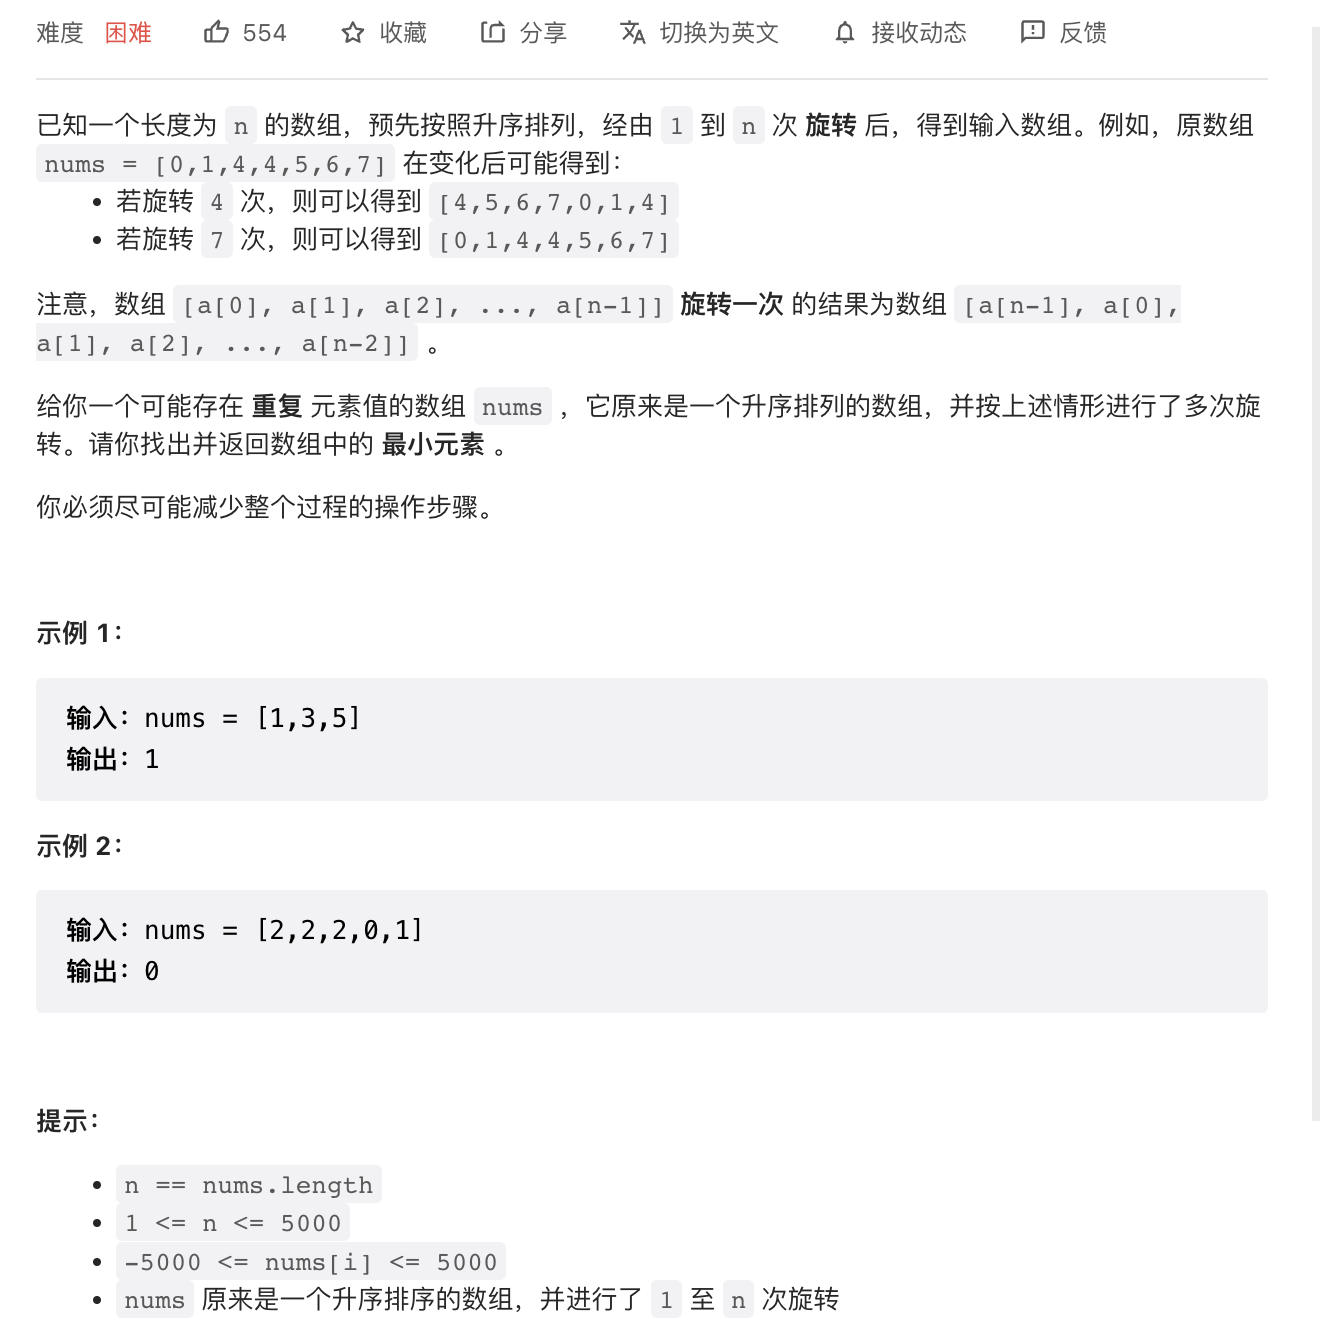 难度 困难 554 收藏 分享 切换为英文 接收动态 反馈
已知一个长度为 n 的数组，预先按照升序排列，经由 1 到 n 次 旋转 后，得到输入数组。例如，原数组
nums = [0,1,4,4,5,6,7] 在变化后可能得到：
• 若旋转 4 次，则可以得到 [4,5,6,7,0,1,4]
• 若旋转 7 次，则可以得到 [0,1,4,4,5,6,7]
注意，数组 [a[0], a[1], a[2], ..., a[n-1]] 旋转一次 的结果为数组 [a[n-1], a[0],
a[1], a[2], ..., a[n-2]] 。
给你一个可能存在 重复 元素值的数组 nums ，它原来是一个升序排列的数组，并按上述情形进行了多次旋
转。请你找出并返回数组中的 最小元素 。
你必须尽可能减少整个过程的操作步骤。
示例 1：
输入：nums = [1,3,5]
输出：1
示例 2：
输入：nums = [2,2,2,0,1]
输出：0
提示：
• n == nums.length
• 1 <= n <= 5000
• -5000 <= nums[i] <= 5000
• nums 原来是一个升序排序的数组，并进行了 1 至 n 次旋转